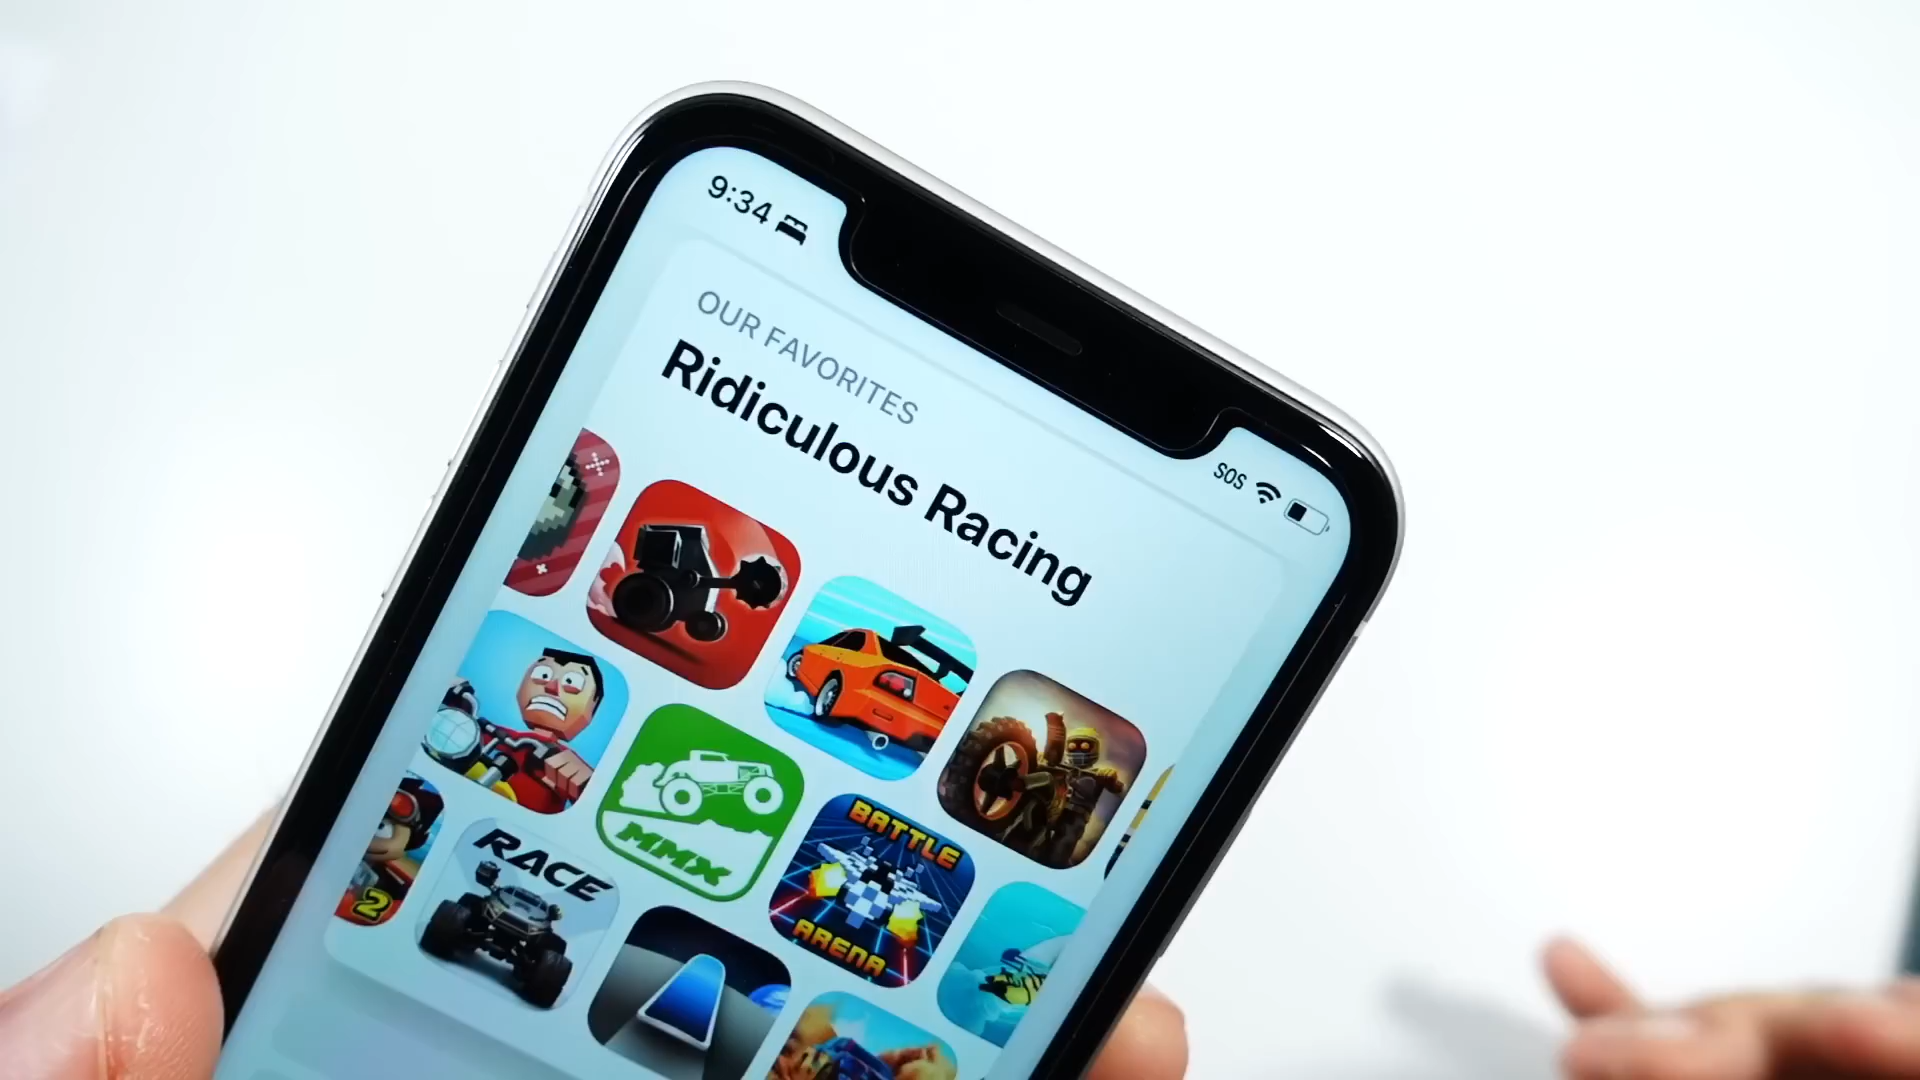 9:34
SOS
OUR FAVORITES
Ridiculous Racing
MMX
BATTLE
ARENA
RACE
2